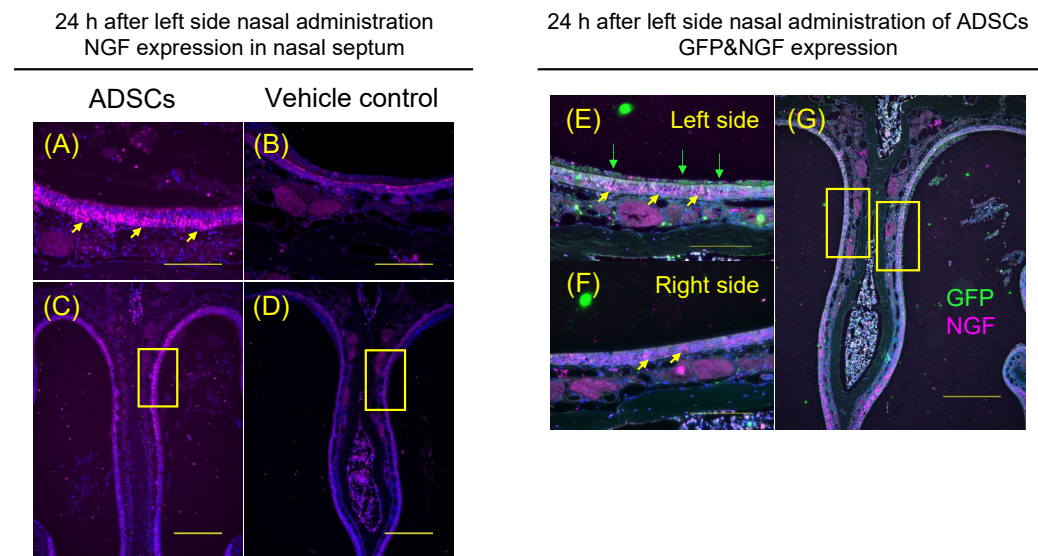 24 h after left side nasal administration
NGF expression in nasal septum
ADSCs
Vehicle control
(A)
(B)
(C)
(D)
24 h after left side nasal administration of ADSCs
GFP&NGF expression
(E)
Left side
(F)
Right side
(G)
GFP
NGF